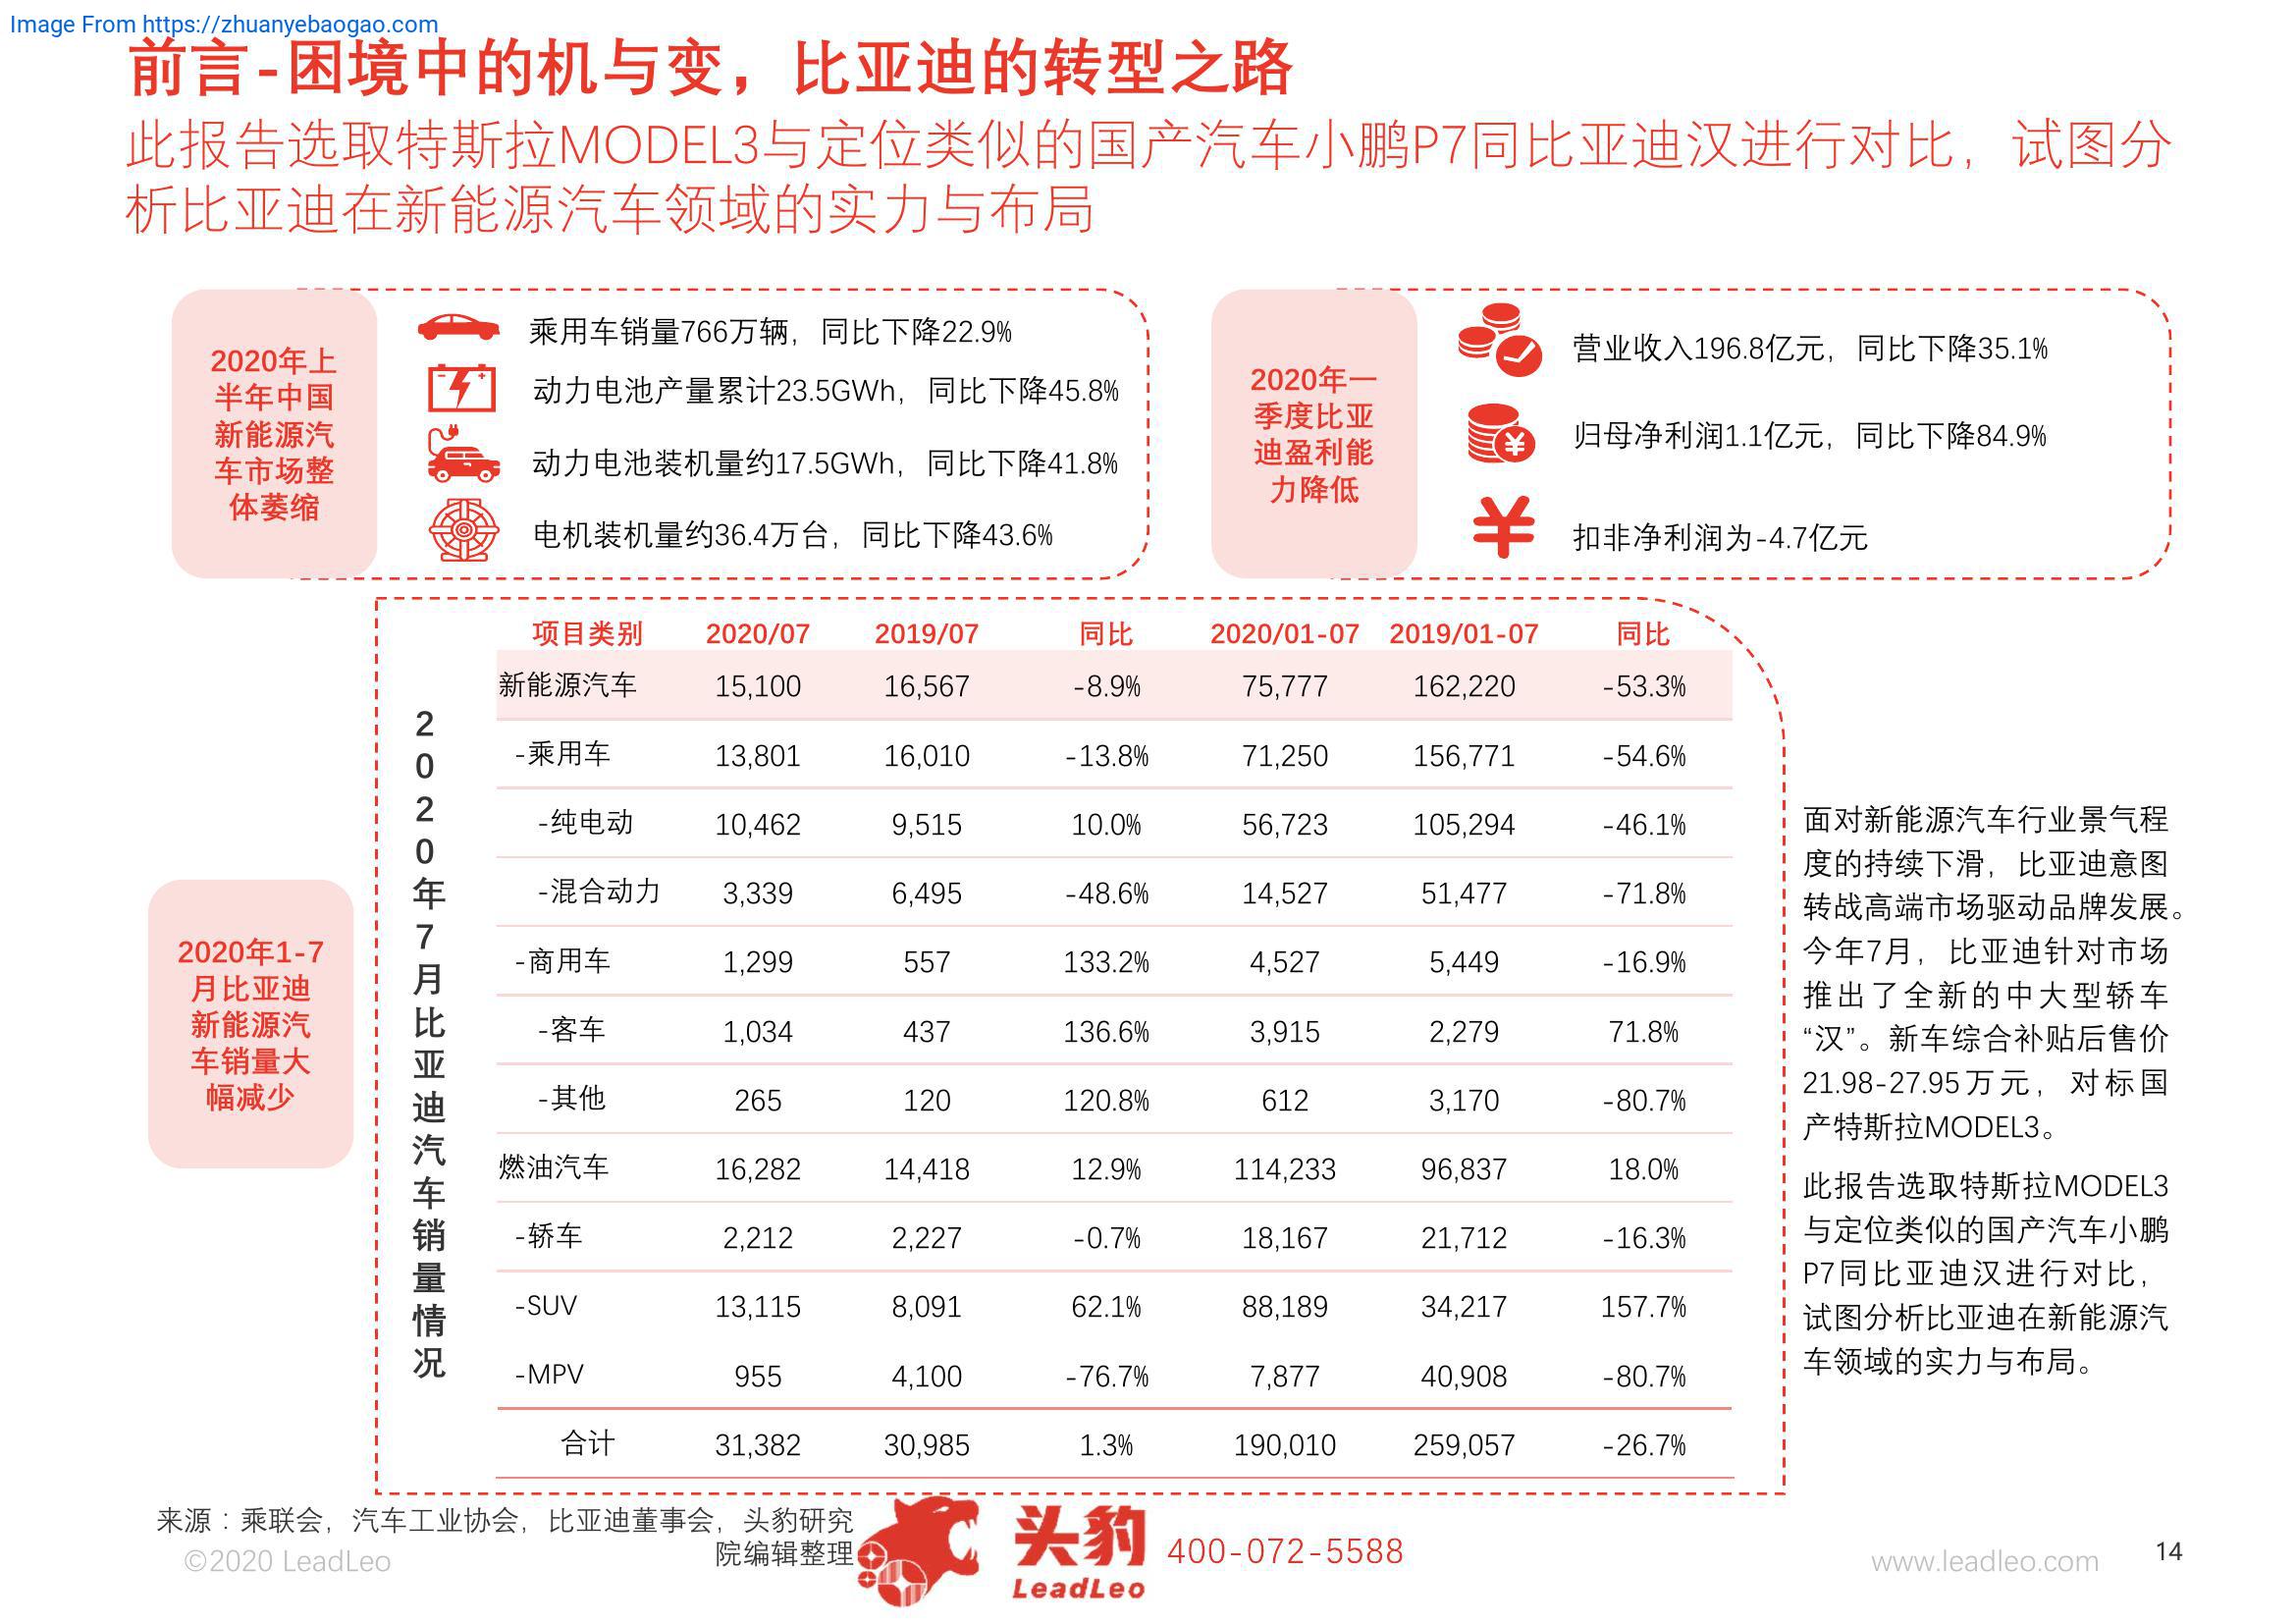 Image From https://zhuanyebaogao.com
前言-困境中的机与变，比亚迪的转型之路
此报告选取特斯拉MODEL3与定位类似的国产汽车小鹏P7同比亚迪汉进行对比，试图分
析比亚迪在新能源汽车领域的实力与布局
2020年上
半年中国
新能源汽
车市场整
体萎缩
乘用车销量766万辆，同比下降22.9%
动力电池产量累计23.5GWh，同比下降45.8%
动力电池装机量约17.5GWh，同比下降41.8%
电机装机量约36.4万台，同比下降43.6%
2020年一
季度比亚
迪盈利能
力降低
营业收入196.8亿元，同比下降35.1%
归母净利润1.1亿元，同比下降84.9%
扣非净利润为-4.7亿元
2020年1-7
月比亚迪
新能源汽
车销量大
幅减少
2020年7月比亚迪汽车销量情况
项目类别 2020/07 2019/07 同比 2020/01-07 2019/01-07 同比
新能源汽车 15,100 16,567 -8.9% 75,777 162,220 -53.3%
-乘用车 13,801 16,010 -13.8% 71,250 156,771 -54.6%
-纯电动 10,462 9,515 10.0% 56,723 105,294 -46.1%
-混合动力 3,339 6,495 -48.6% 14,527 51,477 -71.8%
-商用车 1,299 557 133.2% 4,527 5,449 -16.9%
-客车 1,034 437 136.6% 3,915 2,279 71.8%
-其他 265 120 120.8% 612 3,170 -80.7%
燃油汽车 16,282 14,418 12.9% 114,233 96,837 18.0%
-轿车 2,212 2,227 -0.7% 18,167 21,712 -16.3%
-SUV 13,115 8,091 62.1% 88,189 34,217 157.7%
-MPV 955 4,100 -76.7% 7,877 40,908 -80.7%
合计 31,382 30,985 1.3% 190,010 259,057 -26.7%
面对新能源汽车行业景气程
度的持续下滑，比亚迪意图
转战高端市场驱动品牌发展。
今年7月，比亚迪针对市场
推出了全新的中大型轿车
“汉”。新车综合补贴后售价
21.98-27.95万元，对标国
产特斯拉MODEL3。
此报告选取特斯拉MODEL3
与定位类似的国产汽车小鹏
P7同比亚迪汉进行对比，
试图分析比亚迪在新能源汽
车领域的实力与布局。
来源：乘联会，汽车工业协会，比亚迪董事会，头豹研究
院编辑整理
©2020 LeadLeo
头豹
LeadLeo
400-072-5588
www.leadleo.com
14